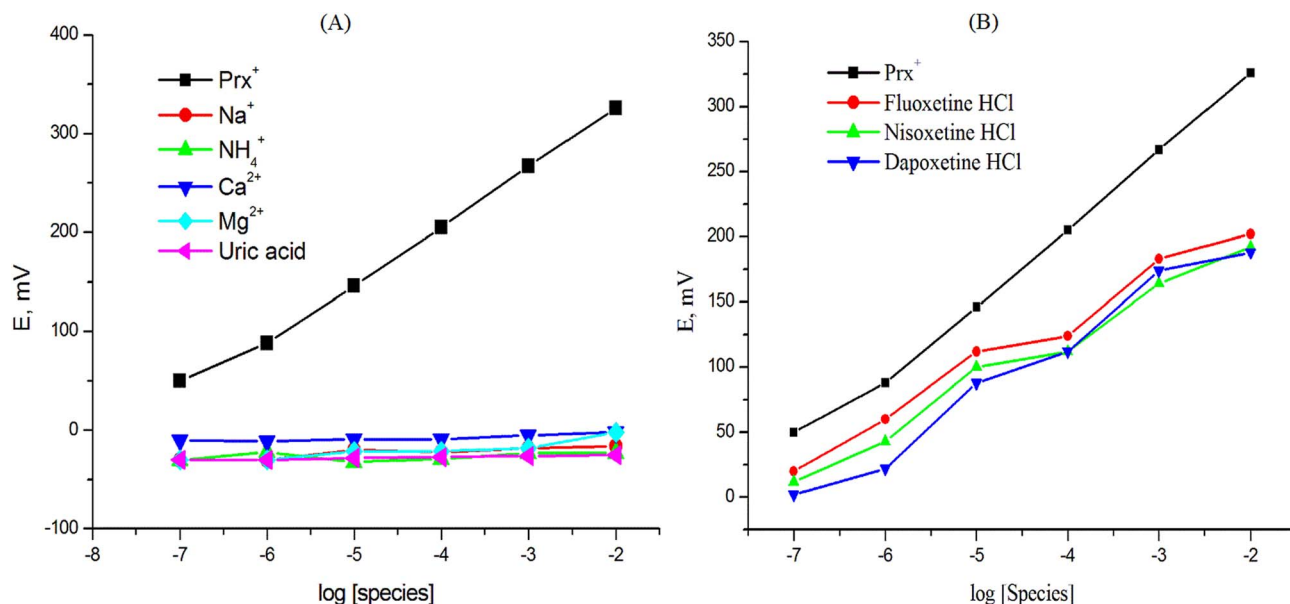 (A)
400
300
200
100
0
-100
E, mV
Prx⁺
Na⁺
NH₄⁺
Ca²⁺
Mg²⁺
Uric acid
-8 -7 -6 -5 -4 -3 -2
log [species]
(B)
350
300
250
200
150
100
50
0
E, mV
Prx⁺
Fluoxetine HCl
Nisoxetine HCl
Dapoxetine HCl
-7 -6 -5 -4 -3 -2
log [Species]